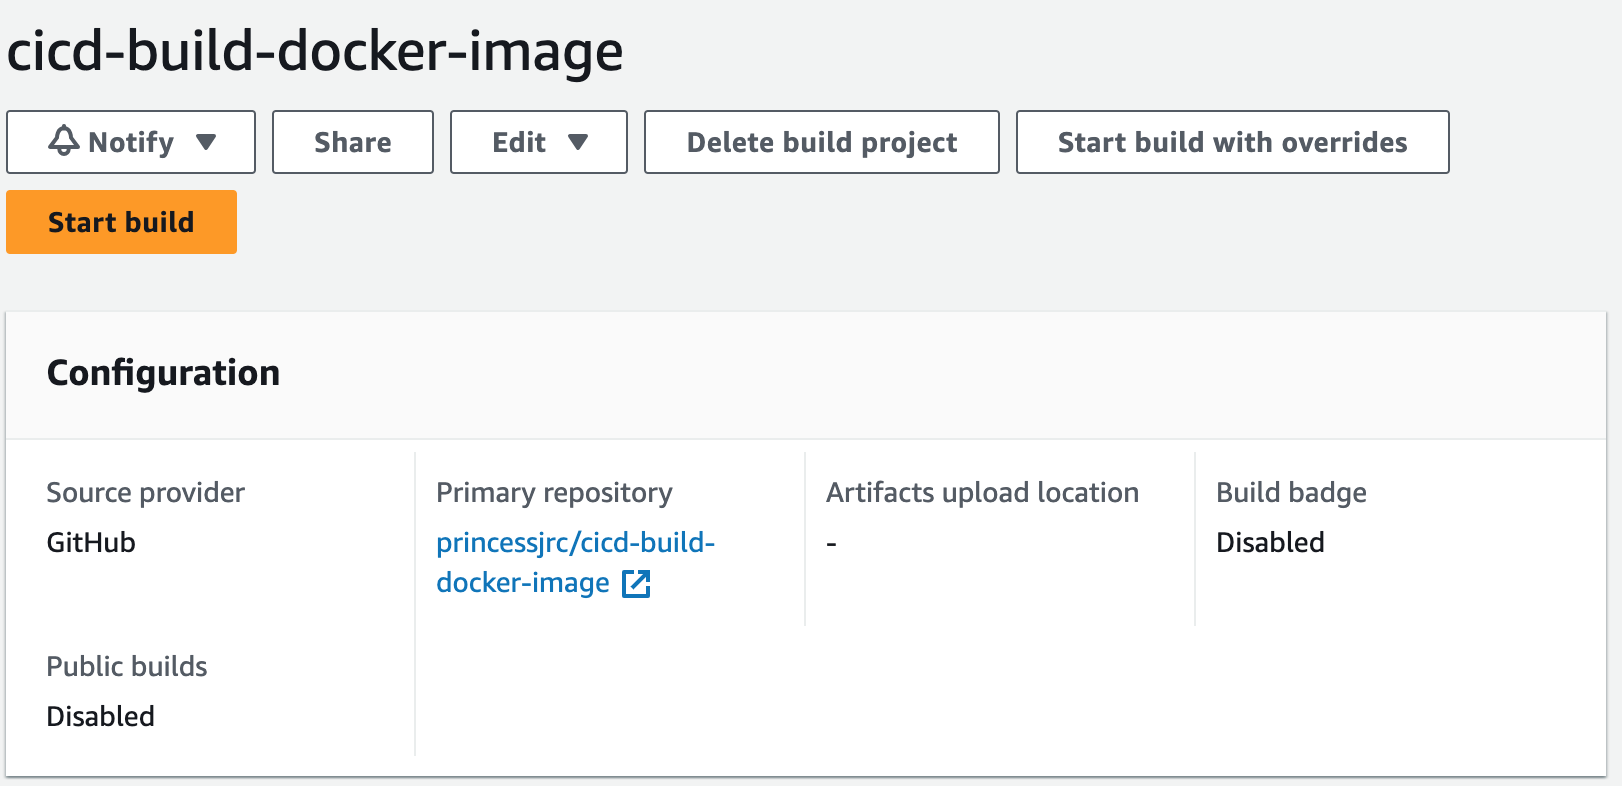 cicd-build-docker-image
Notify
Share
Edit
Delete build project
Start build with overrides
Start build
Configuration
Source provider
GitHub
Primary repository
princessjrc/cicd-build-
docker-image
Artifacts upload location
-
Build badge
Disabled
Public builds
Disabled